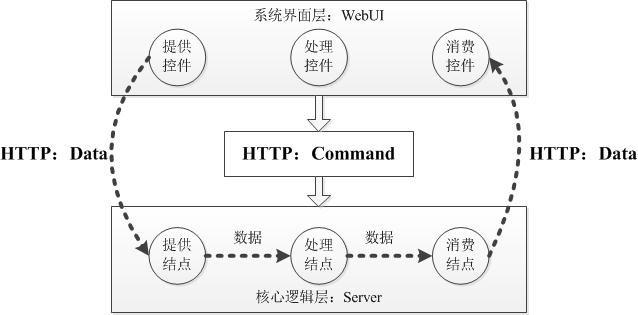 系统界面层：WebUI
提供
控件
处理
控件
消费
控件
HTTP：Data
HTTP：Command
HTTP：Data
提供
结点
数据
处理
结点
数据
消费
结点
核心逻辑层：Server